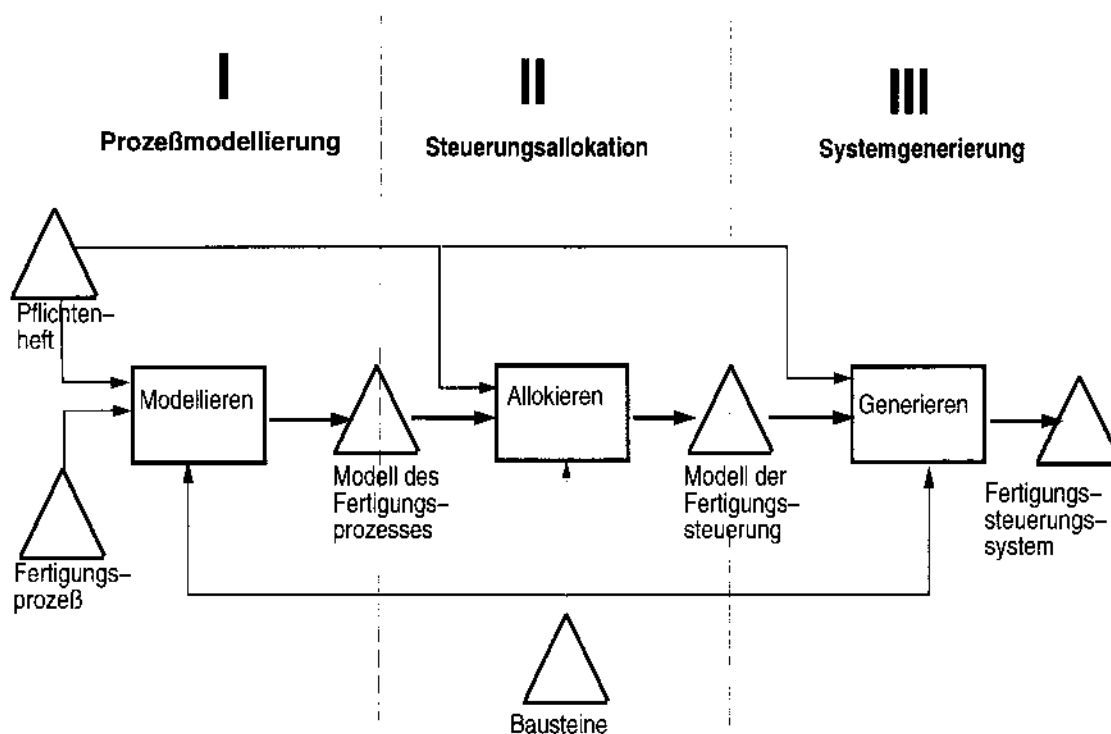 I
II
III
Prozeßmodellierung
Steuerungsallokation
Systemgenerierung
Pflichten–
heft
Modellieren
Allokieren
Generieren
Modell des
Fertigungs–
prozesses
Modell der
Fertigungs–
steuerung
Fertigungs–
steuerungs–
system
Fertigungs–
prozeß
Bausteine